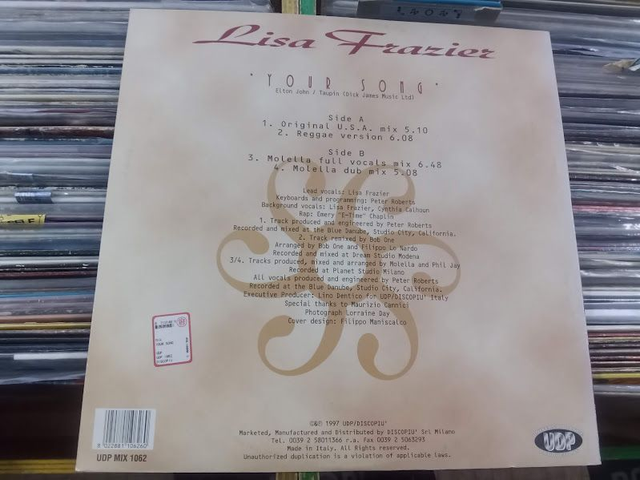 Lisa Frazier
"YOUR SONG"
Elton John / Taupin (Dick James Music Ltd)
Side A
1. Original U.S.A. mix 5.10
2. Reggae version 6.08
Side B
3. Molella full vocals mix 6.48
4. Molella dub mix 5.08
Lead vocals: Lisa Frazier
Keyboards and programming: Peter Roberts
Background vocals: Lisa Frazier, Cynthia Calhoun
Rap: Emery "E-Time" Chaplin
1. Track produced and engineered by Peter Roberts
Recorded and mixed at the Blue Danube, Studio City, California.
2. Track remixed by Bob One
Arranged by Bob One and Filippo Lo Nardo
Recorded and mixed at Dream Studio Modena
3/4. Tracks produced, mixed and arranged by Molella and Phil Jay
Recorded at Planet Studio Milano
All vocals produced and engineered by Peter Roberts
Recorded at the Blue Danube, Studio City, California.
Executive Producer: Lino Dentico for UDP/DISCOPIU' Italy
Special thanks to Maurizio Cannici
Photograph Lorraine Day
Cover design: Filippo Maniscalco
©&℗ 1997 UDP/DISCOPIU'
Marketed, Manufactured and Distributed by DISCOPIU' Srl Milano
Tel. 0039 2 58011366 r.a. Fax 0039 2 5063293
Made in Italy. All rights reserved.
Unauthorized duplication is a violation of applicable laws.
8 022881 106260
UDP MIX 1062
UDP